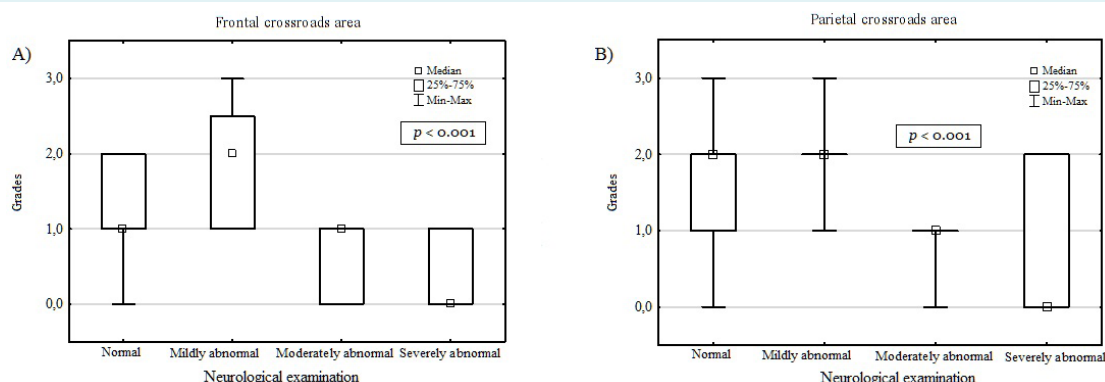 Frontal crossroads area
A)
3,0
2,0
1,0
0,0
Grades
Median
25%-75%
Min-Max
p < 0.001
Normal Mildly abnormal Moderately abnormal Severely abnormal
Neurological examination
Parietal crossroads area
B)
3,0
2,0
1,0
0,0
Grades
Median
25%-75%
Min-Max
p < 0.001
Normal Mildly abnormal Moderately abnormal Severely abnormal
Neurological examination